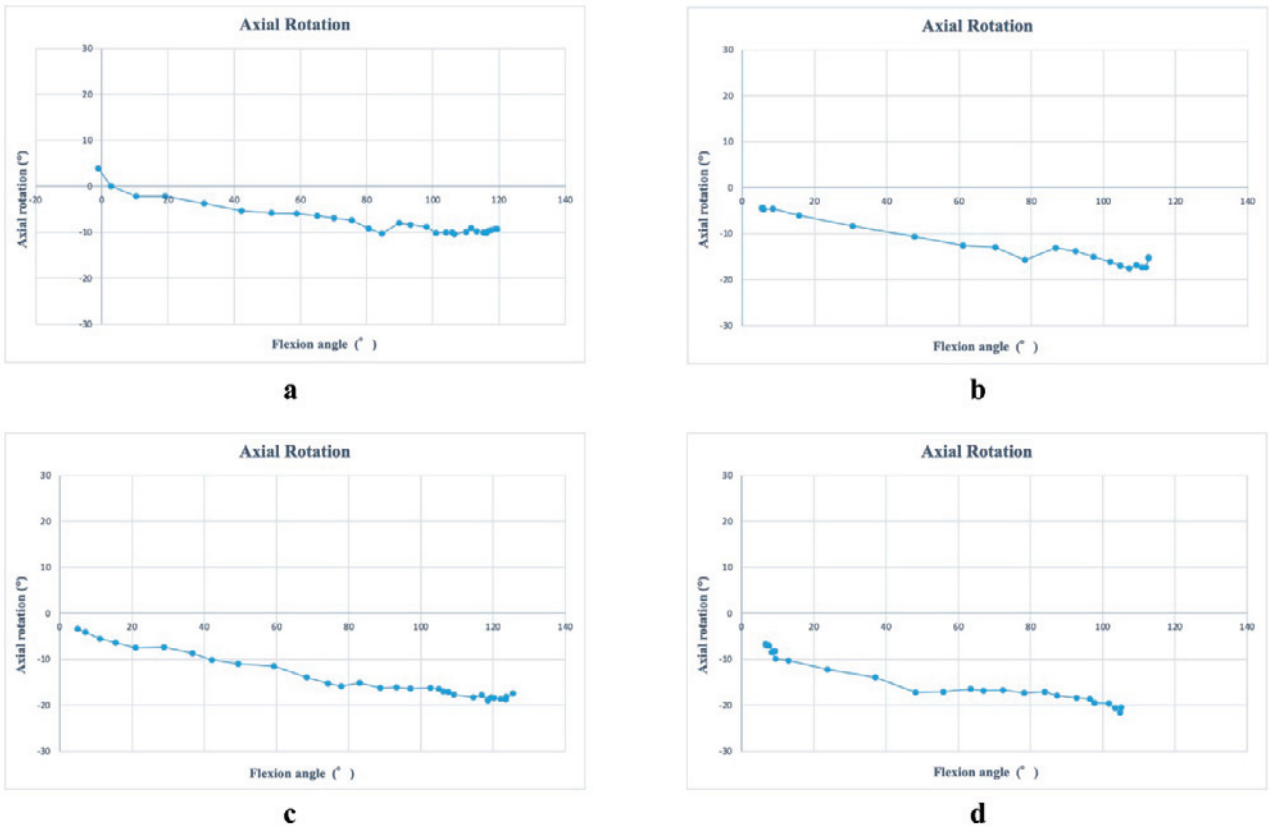 Axial Rotation
30
20
10
0
-10
-20
-30
-20 0 20 40 60 80 100 120 140
Axial rotation (°)
Flexion angle (° )
a
Axial Rotation
30
20
10
0
-10
-20
-30
0 20 40 60 80 100 120 140
Axial rotation (°)
Flexion angle (° )
b
Axial Rotation
30
20
10
0
-10
-20
-30
0 20 40 60 80 100 120 140
Axial rotation (°)
Flexion angle (° )
c
Axial Rotation
30
20
10
0
-10
-20
-30
0 20 40 60 80 100 120 140
Axial rotation (°)
Flexion angle (° )
d